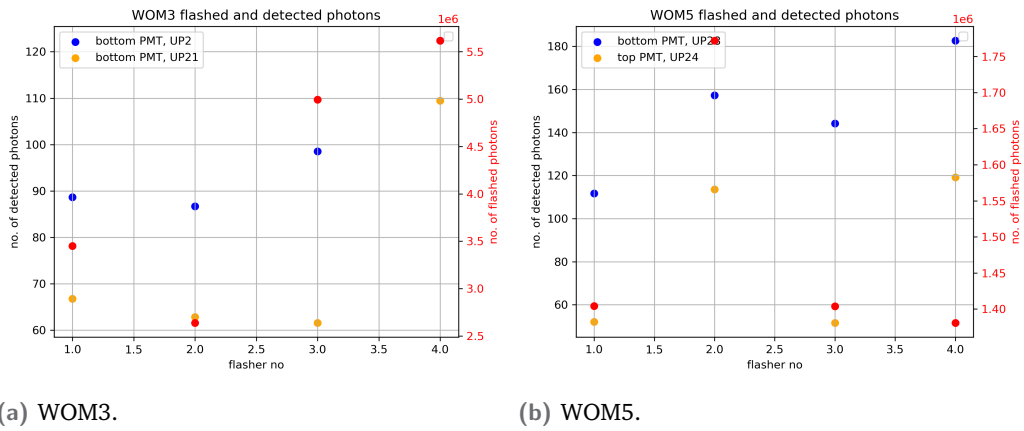 WOM3 flashed and detected photons
1e6
bottom PMT, UP2
bottom PMT, UP21
120
110
100
90
80
70
60
no. of detected photons
5.5
5.0
4.5
4.0
3.5
3.0
2.5
no. of flashed photons
1.0 1.5 2.0 2.5 3.0 3.5 4.0
flasher no
(a) WOM3.
WOM5 flashed and detected photons
1e6
bottom PMT, UP23
top PMT, UP24
180
160
140
120
100
80
60
no. of detected photons
1.75
1.70
1.65
1.60
1.55
1.50
1.45
1.40
no. of flashed photons
1.0 1.5 2.0 2.5 3.0 3.5 4.0
flasher no
(b) WOM5.